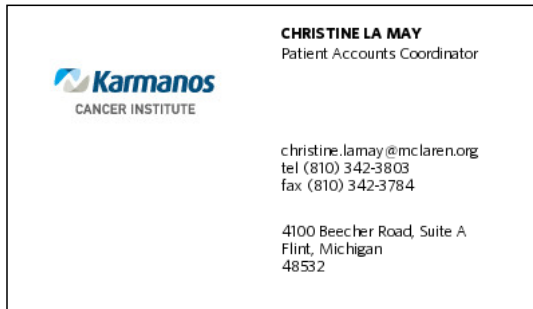 CHRISTINE LA MAY
Patient Accounts Coordinator
Karmanos
CANCER INSTITUTE
christine.lamay@mclaren.org
tel (810) 342-3803
fax (810) 342-3784
4100 Beecher Road, Suite A
Flint, Michigan
48532